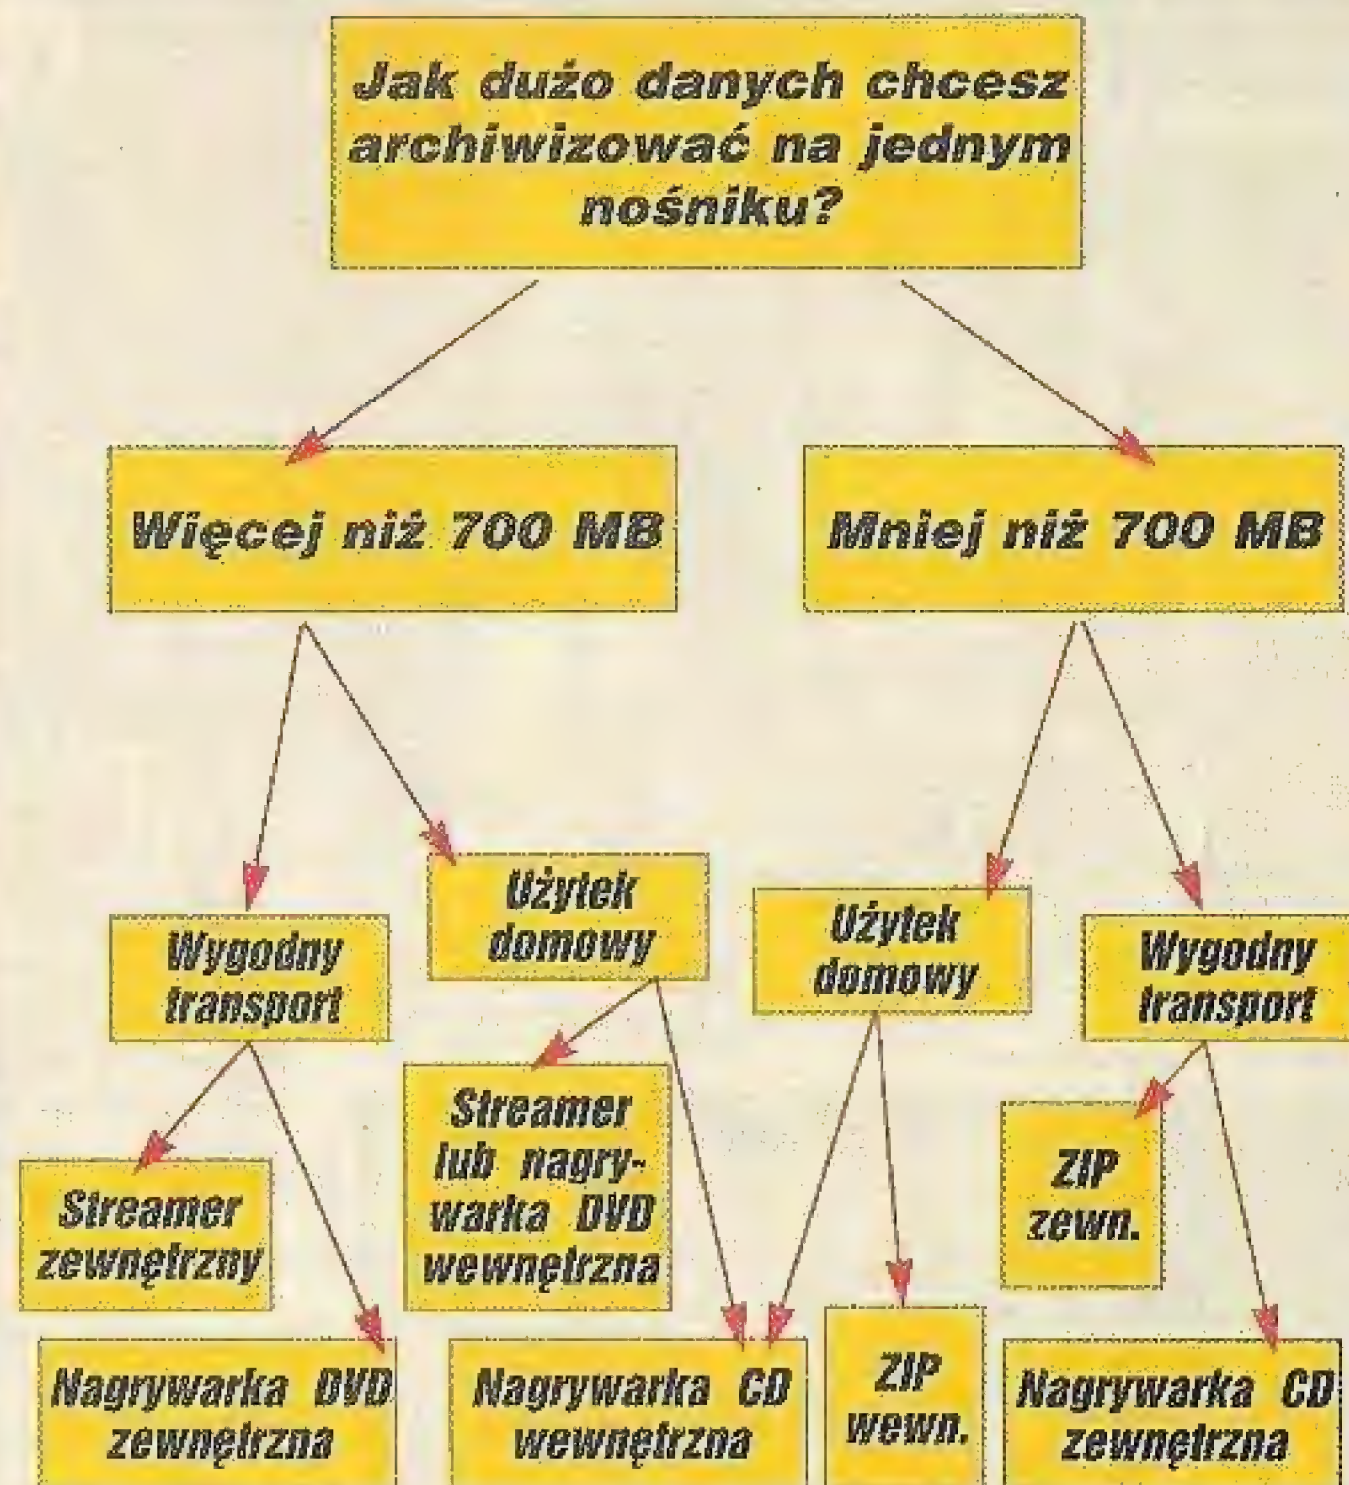 Jak dużo danych chcesz
archiwizować na jednym
nośniku?
Więcej niż 700 MB
Mniej niż 700 MB
Wygodny
transport
Użytek
domowy
Użytek
domowy
Wygodny
transport
Streamer
zewnętrzny
Streamer
lub nagry-
warka DVD
wewnętrzna
ZIP
zewn.
Nagrywarka DVD
zewnętrzna
Nagrywarka CD
wewnętrzna
ZIP
wewn.
Nagrywarka CD
zewnętrzna